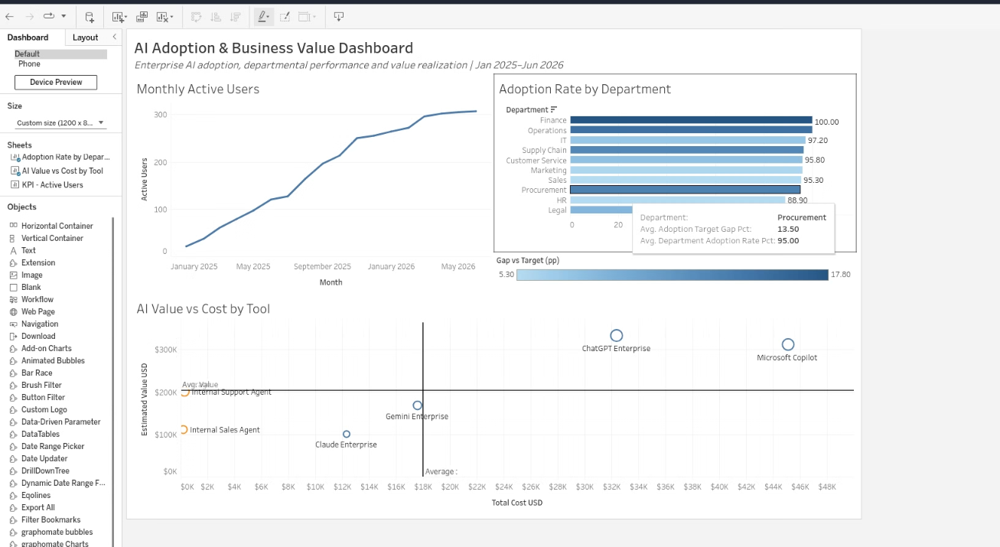 Dashboard
Layout
Default
Phone
Device Preview
Size
Custom size (1200 x 8...
Sheets
Adoption Rate by Depar...
AI Value vs Cost by Tool
KPI - Active Users
Objects
Horizontal Container
Vertical Container
Text
Extension
Image
Blank
Workflow
Web Page
Navigation
Download
Add-on Charts
Animated Bubbles
Bar Race
Brush Filter
Button Filter
Custom Logo
Data-Driven Parameter
DataTables
Date Range Picker
Date Updater
DrillDownTree
Dynamic Date Range F...
Eqolines
Export All
Filter Bookmarks
graphomate bubbles
graphomate Charts
AI Adoption & Business Value Dashboard
Enterprise AI adoption, departmental performance and value realization | Jan 2025–Jun 2026
Monthly Active Users
Active Users
300
200
100
0
January 2025 May 2025 September 2025 January 2026 May 2026
Month
Adoption Rate by Department
Department
Finance 100.00
Operations
IT 97.20
Supply Chain
Customer Service 95.80
Marketing
Sales 95.30
Procurement
HR 88.90
Legal
0 20
Department: Procurement
Avg. Adoption Target Gap Pct: 13.50
Avg. Department Adoption Rate Pct: 95.00
Gap vs Target (pp)
5.30 17.80
AI Value vs Cost by Tool
Estimated Value USD
$300K
$200K
$100K
$0K
ChatGPT Enterprise
Microsoft Copilot
Internal Support Agent
Gemini Enterprise
Internal Sales Agent
Claude Enterprise
Average :
$0K $2K $4K $6K $8K $10K $12K $14K $16K $18K $20K $22K $24K $26K $28K $30K $32K $34K $36K $38K $40K $42K $44K $46K $48K
Total Cost USD